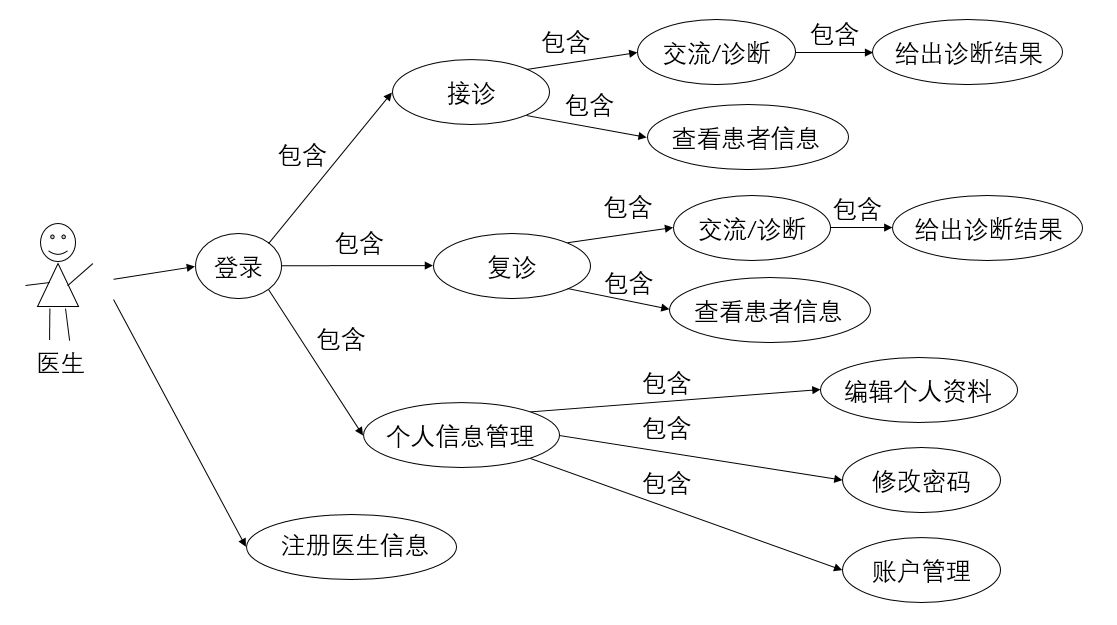 包含
交流/诊断
包含
给出诊断结果
接诊
包含
查看患者信息
包含
包含
交流/诊断
包含
给出诊断结果
登录
包含
复诊
包含
查看患者信息
医生
包含
个人信息管理
包含
编辑个人资料
包含
修改密码
包含
账户管理
注册医生信息